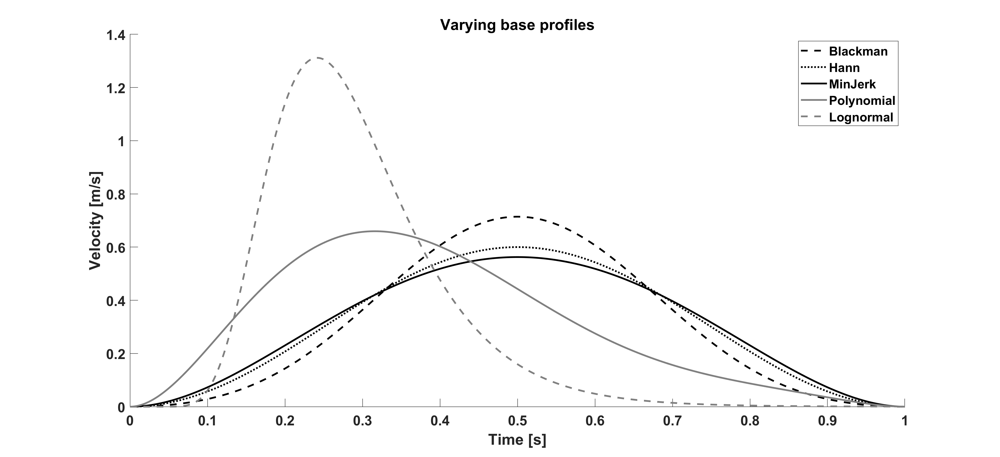 Varying base profiles
1.4
1.2
1
0.8
0.6
0.4
0.2
0
Velocity [m/s]
Blackman
Hann
MinJerk
Polynomial
Lognormal
0 0.1 0.2 0.3 0.4 0.5 0.6 0.7 0.8 0.9 1
Time [s]